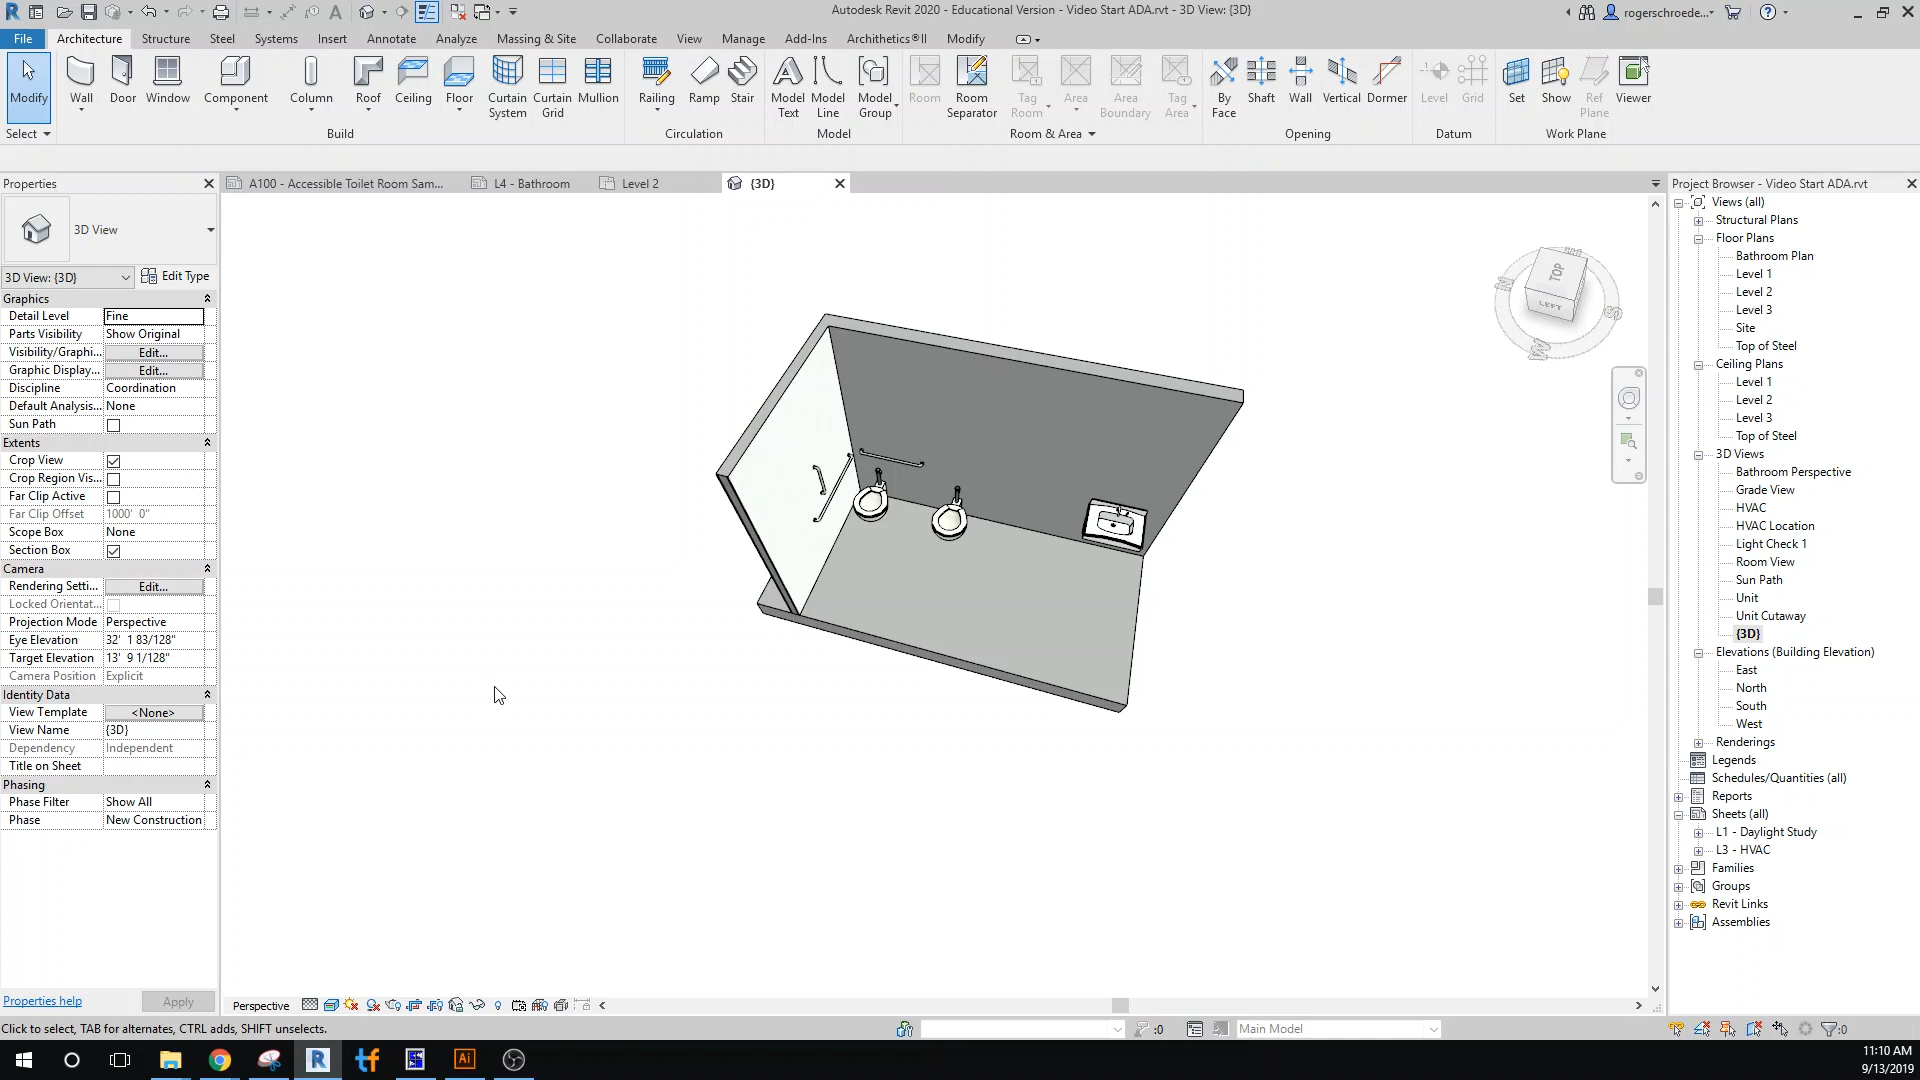 Autodesk Revit 2020 - Educational Version - Video Start ADA.rvt - 3D View: {3D}
rogerschroede...
File Architecture Structure Steel Systems Insert Annotate Analyze Massing & Site Collaborate View Manage Add-Ins Archithetics®II Modify
Modify Wall Door Window Component Column Roof Ceiling Floor Curtain System Curtain Grid Mullion Railing Ramp Stair Model Text Model Line Model Group Room Room Separator Tag Room Area Area Boundary Tag Area By Face Shaft Wall Vertical Dormer Level Grid Set Show Ref Plane Viewer
Select Build Circulation Model Room & Area Opening Datum Work Plane
Properties
A100 - Accessible Toilet Room Sam...
L4 - Bathroom
Level 2
{3D}
Project Browser - Video Start ADA.rvt
3D View
3D View: {3D}
Edit Type
Graphics
Detail Level Fine
Parts Visibility Show Original
Visibility/Graphi... Edit...
Graphic Display... Edit...
Discipline Coordination
Default Analysis... None
Sun Path
Extents
Crop View
Crop Region Vis...
Far Clip Active
Far Clip Offset 1000' 0"
Scope Box None
Section Box
Camera
Rendering Setti... Edit...
Locked Orientat...
Projection Mode Perspective
Eye Elevation 32' 1 83/128"
Target Elevation 13' 9 1/128"
Camera Position Explicit
Identity Data
View Template <None>
View Name {3D}
Dependency Independent
Title on Sheet
Phasing
Phase Filter Show All
Phase New Construction
Properties help
Apply
TOP
LEFT
N
S
W
Views (all)
Structural Plans
Floor Plans
Bathroom Plan
Level 1
Level 2
Level 3
Site
Top of Steel
Ceiling Plans
Level 1
Level 2
Level 3
Top of Steel
3D Views
Bathroom Perspective
Grade View
HVAC
HVAC Location
Light Check 1
Room View
Sun Path
Unit
Unit Cutaway
{3D}
Elevations (Building Elevation)
East
North
South
West
Renderings
Legends
Schedules/Quantities (all)
Reports
Sheets (all)
L1 - Daylight Study
L3 - HVAC
Families
Groups
Revit Links
Assemblies
Perspective
Click to select, TAB for alternates, CTRL adds, SHIFT unselects.
:0
Main Model
:0
11:10 AM
9/13/2019